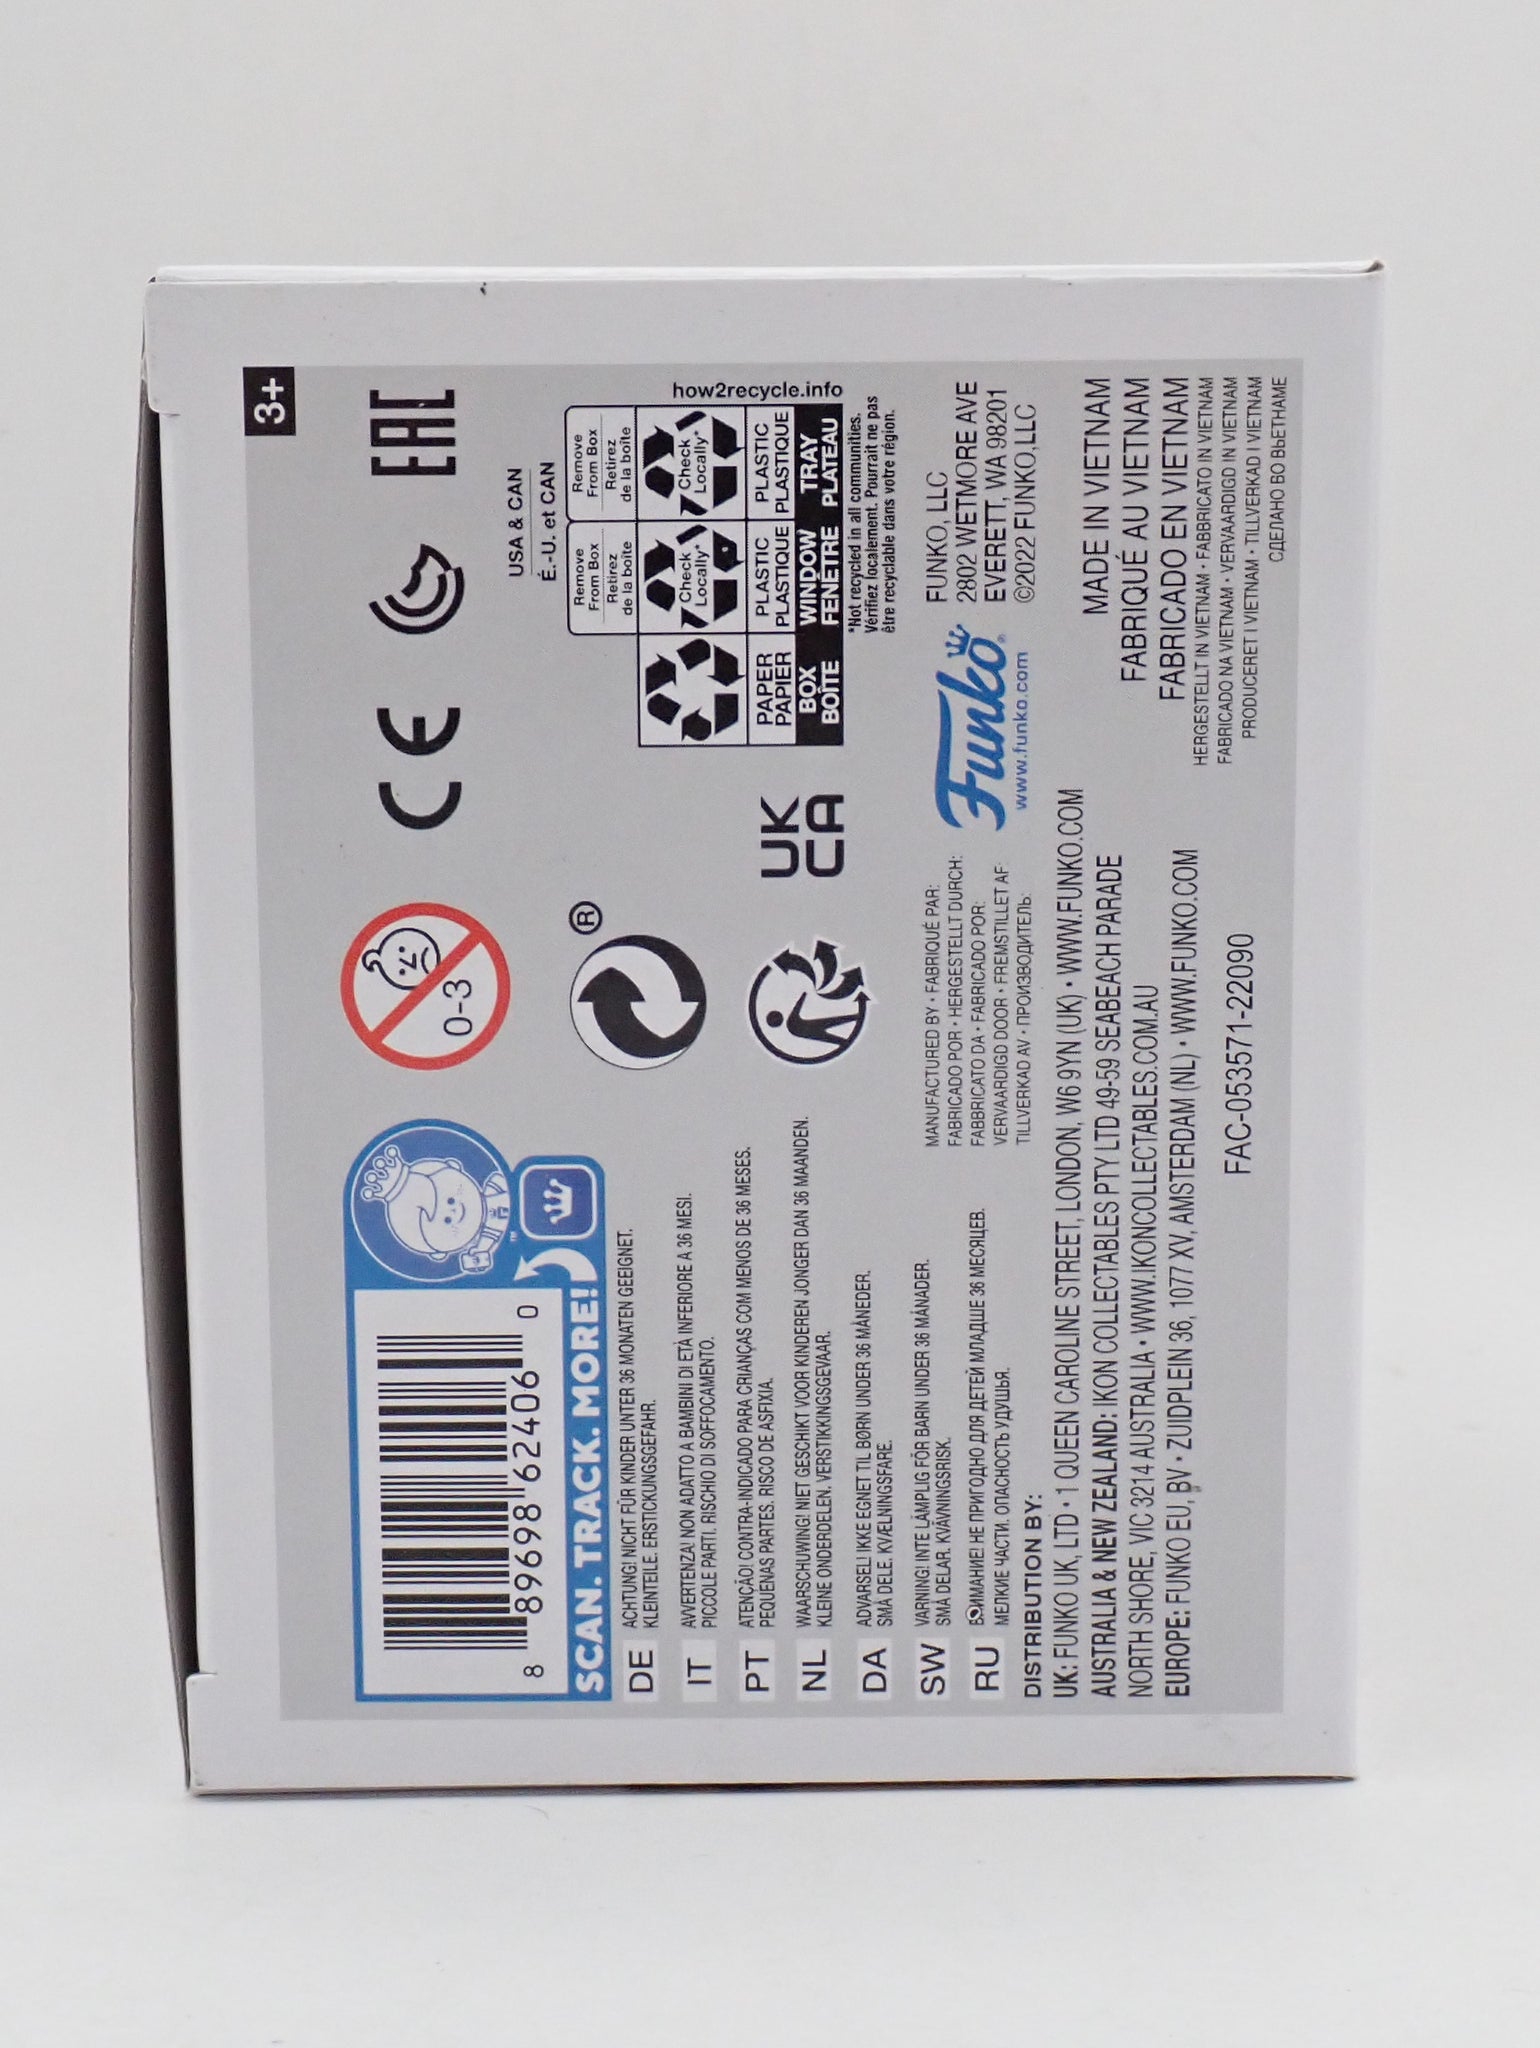 3+
8 89698 62406 0
SCAN. TRACK. MORE!
™
0-3
CE
EAC
®
UK
CA
USA & CAN
É.-U. et CAN
Remove
From Box
Retirez
de la boîte
Remove
From Box
Retirez
de la boîte
Check
Locally*
Check
Locally*
PAPER
PAPIER
PLASTIC
PLASTIQUE
PLASTIC
PLASTIQUE
BOX
BOÎTE
WINDOW
FENÊTRE
TRAY
PLATEAU
how2recycle.info
*Not recycled in all communities.
Vérifiez localement. Pourrait ne pas
être recyclable dans votre région.
DE
ACHTUNG! NICHT FÜR KINDER UNTER 36 MONATEN GEEIGNET.
KLEINTEILE. ERSTICKUNGSGEFAHR.
IT
AVVERTENZA! NON ADATTO A BAMBINI DI ETÀ INFERIORE A 36 MESI.
PICCOLE PARTI. RISCHIO DI SOFFOCAMENTO.
PT
ATENCÃO! CONTRA-INDICADO PARA CRIANÇAS COM MENOS DE 36 MESES.
PEQUENAS PARTES. RISCO DE ASFIXIA.
NL
WAARSCHUWING! NIET GESCHIKT VOOR KINDEREN JONGER DAN 36 MAANDEN.
KLEINE ONDERDELEN. VERSTIKKINGSGEVAAR.
DA
ADVARSEL! IKKE EGNET TIL BØRN UNDER 36 MÅNEDER.
SMÅ DELE. KVÆLNINGSFARE.
SW
VARNING! INTE LÄMPLIG FÖR BARN UNDER 36 MÅNADER.
SMÅ DELAR. KVÄVNINGSRISK.
RU
ВНИМАНИЕ! НЕ ПРИГОДНО ДЛЯ ДЕТЕЙ МЛАДШЕ 36 МЕСЯЦЕВ.
МЕЛКИЕ ЧАСТИ. ОПАСНОСТЬ УДУШЬЯ.
MANUFACTURED BY • FABRIQUÉ PAR:
FABRICADO POR • HERGESTELLT DURCH:
FABBRICATO DA • FABRICADO POR:
VERVAARDIGD DOOR • FREMSTILLET AF:
TILLVERKAD AV • ПРОИЗВОДИТЕЛЬ:
Funko®
www.funko.com
FUNKO, LLC
2802 WETMORE AVE
EVERETT, WA 98201
©2022 FUNKO,LLC
DISTRIBUTION BY:
UK: FUNKO UK, LTD • 1 QUEEN CAROLINE STREET, LONDON, W6 9YN (UK) • WWW.FUNKO.COM
AUSTRALIA & NEW ZEALAND: IKON COLLECTABLES PTY LTD 49-59 SEABEACH PARADE
NORTH SHORE, VIC 3214 AUSTRALIA • WWW.IKONCOLLECTABLES.COM.AU
EUROPE: FUNKO EU, BV • ZUIDPLEIN 36, 1077 XV, AMSTERDAM (NL) • WWW.FUNKO.COM
FAC-053571-22090
MADE IN VIETNAM
FABRIQUÉ AU VIETNAM
FABRICADO EN VIETNAM
HERGESTELLT IN VIETNAM • FABBRICATO IN VIETNAM
FABRICADO NA VIETNAM • VERVAARDIGD IN VIETNAM
PRODUCERET I VIETNAM • TILLVERKAD I VIETNAM
СДЕЛАНО ВО ВЬЕТНАМЕ